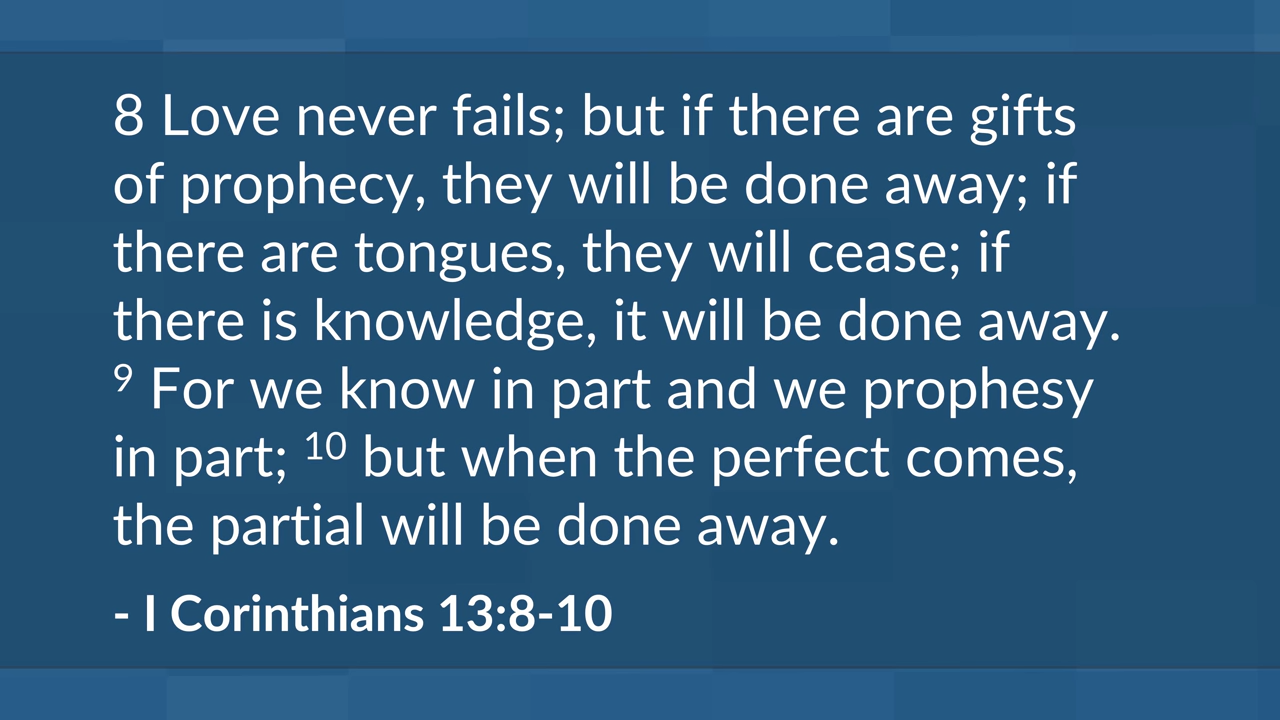 8 Love never fails; but if there are gifts
of prophecy, they will be done away; if
there are tongues, they will cease; if
there is knowledge, it will be done away.
9 For we know in part and we prophesy
in part; 10 but when the perfect comes,
the partial will be done away.
- I Corinthians 13:8-10